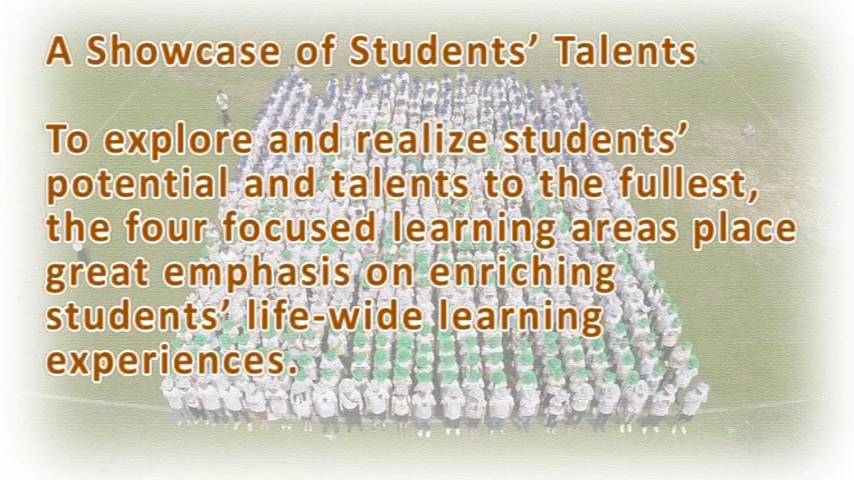 A Showcase of Students’ Talents
To explore and realize students’
potential and talents to the fullest,
the four focused learning areas place
great emphasis on enriching
students’ life-wide learning
experiences.